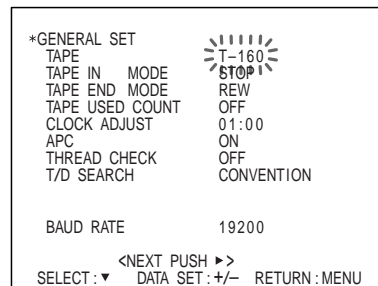 *GENERAL SET
TAPE T–160
TAPE IN MODE STOP
TAPE END MODE REW
TAPE USED COUNT OFF
CLOCK ADJUST 01:00
APC ON
THREAD CHECK OFF
T/D SEARCH CONVENTION
BAUD RATE 19200
<NEXT PUSH ►>
SELECT:▼ DATA SET:+/– RETURN:MENU